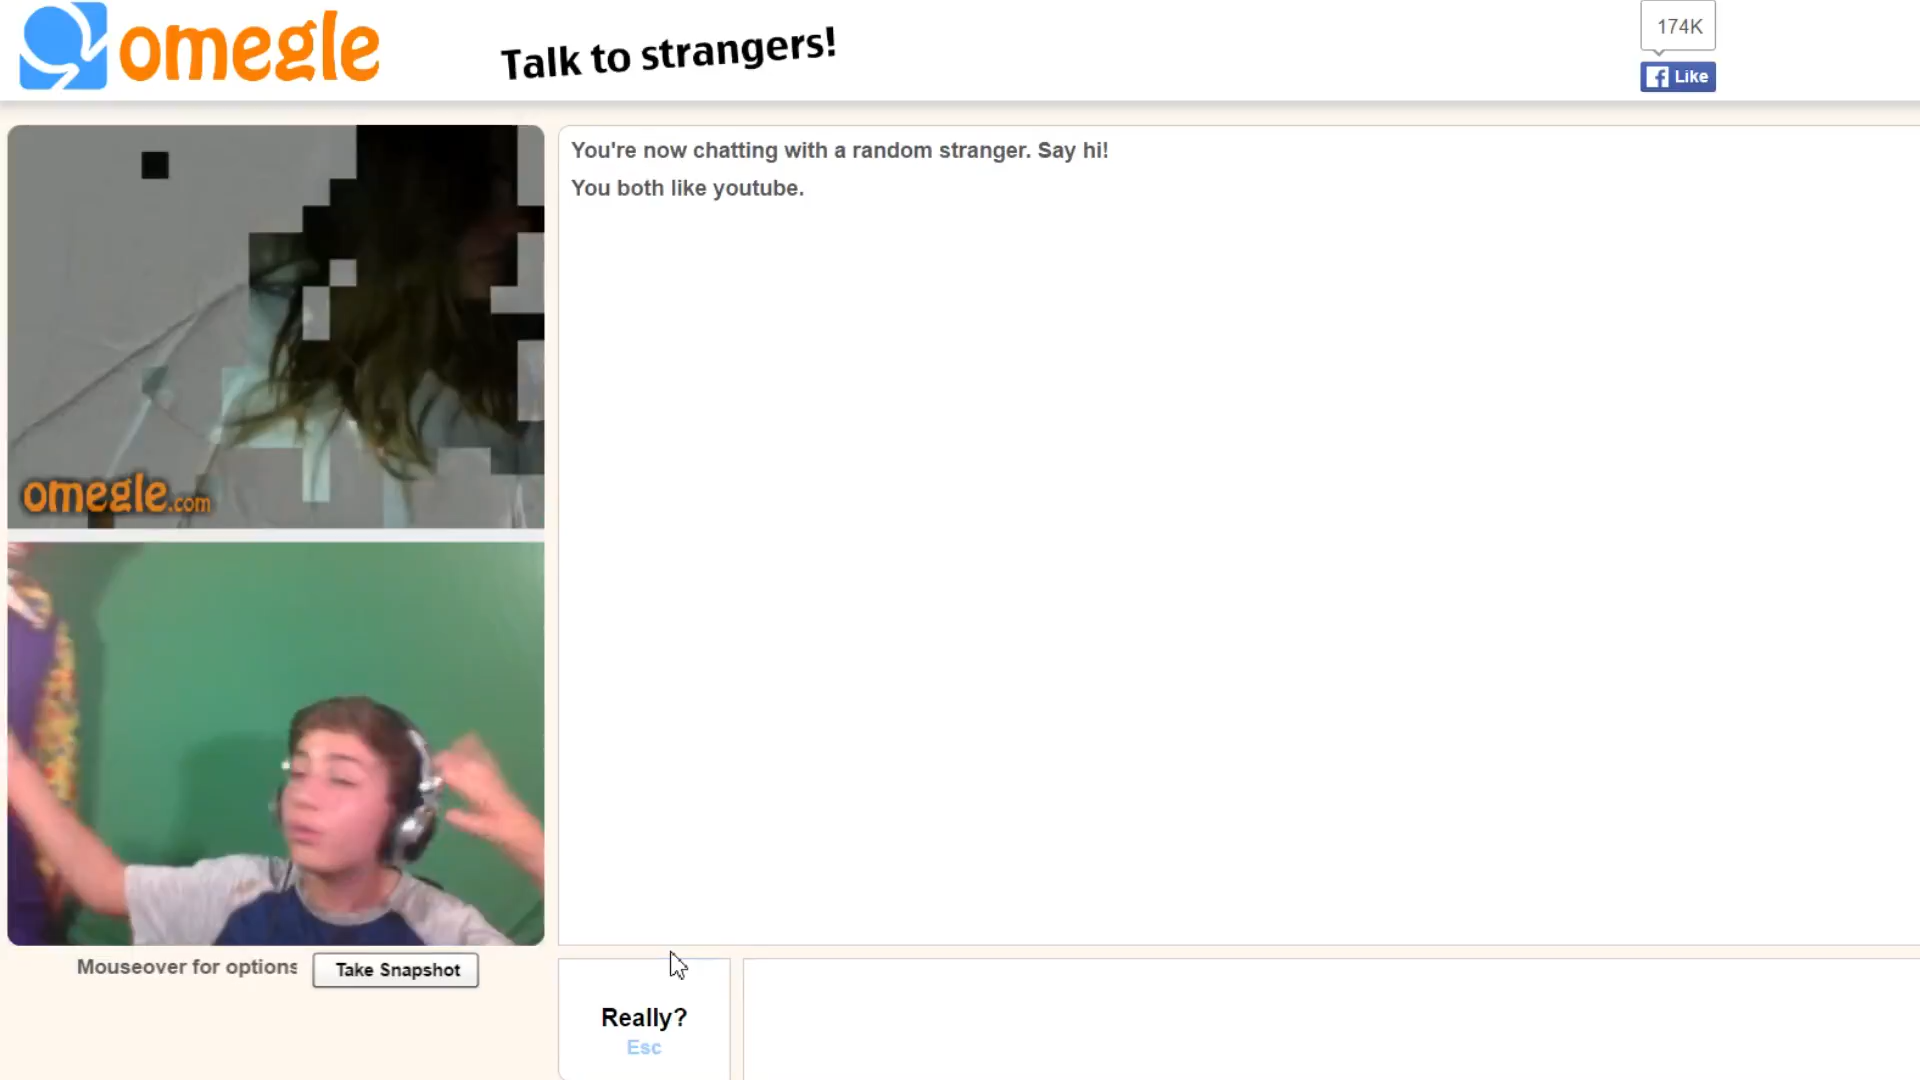 omegle
Talk to strangers!
174K
Like
You're now chatting with a random stranger. Say hi!
You both like youtube.
omegle.com
Mouseover for options
Take Snapshot
Really?
Esc